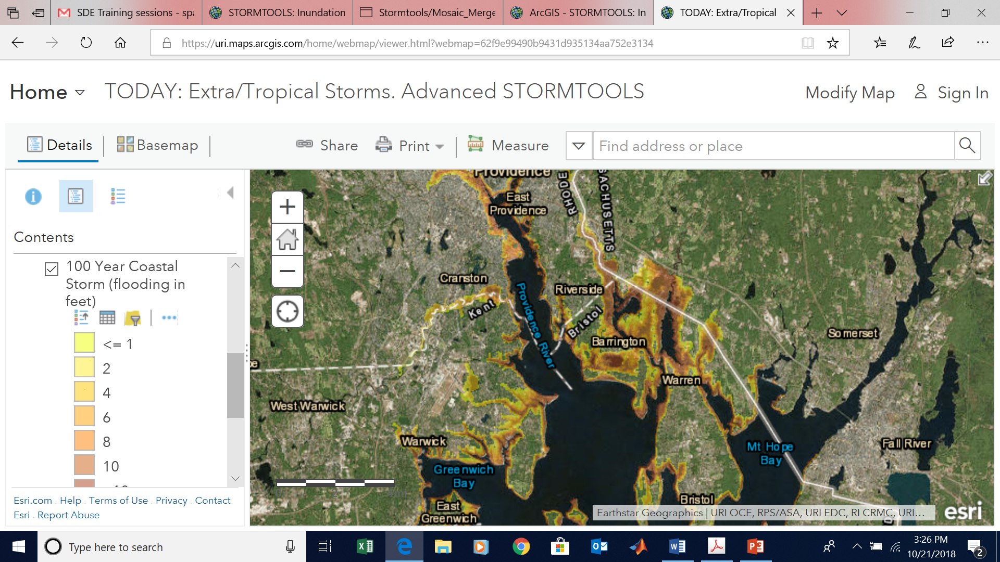 SDE Training sessions - spa
STORMTOOLS: Inundation
Stormtools/Mosaic_Merge
ArcGIS - STORMTOOLS: In
TODAY: Extra/Tropical
https://uri.maps.arcgis.com/home/webmap/viewer.html?webmap=62f9e99490b9431d935134aa752e3134
Home
TODAY: Extra/Tropical Storms. Advanced STORMTOOLS
Modify Map
Sign In
Details
Basemap
Share
Print
Measure
Find address or place
Contents
100 Year Coastal
Storm (flooding in
feet)
<= 1
2
4
6
8
10
Esri.com . Help . Terms of Use . Privacy . Contact
Esri . Report Abuse
Providence
East
Providence
RHODE
SACHUSETTS
Cranston
Kent
Providence River
Riverside
Bristol
Barrington
Somerset
Warren
West Warwick
Warwick
Greenwich
Bay
Mt Hope
Bay
Fall River
East
Greenwich
Bristol
2
4mi
Earthstar Geographics | URI OCE, RPS/ASA, URI EDC, RI CRMC, URI...
esri
Type here to search
3:26 PM
10/21/2018
2